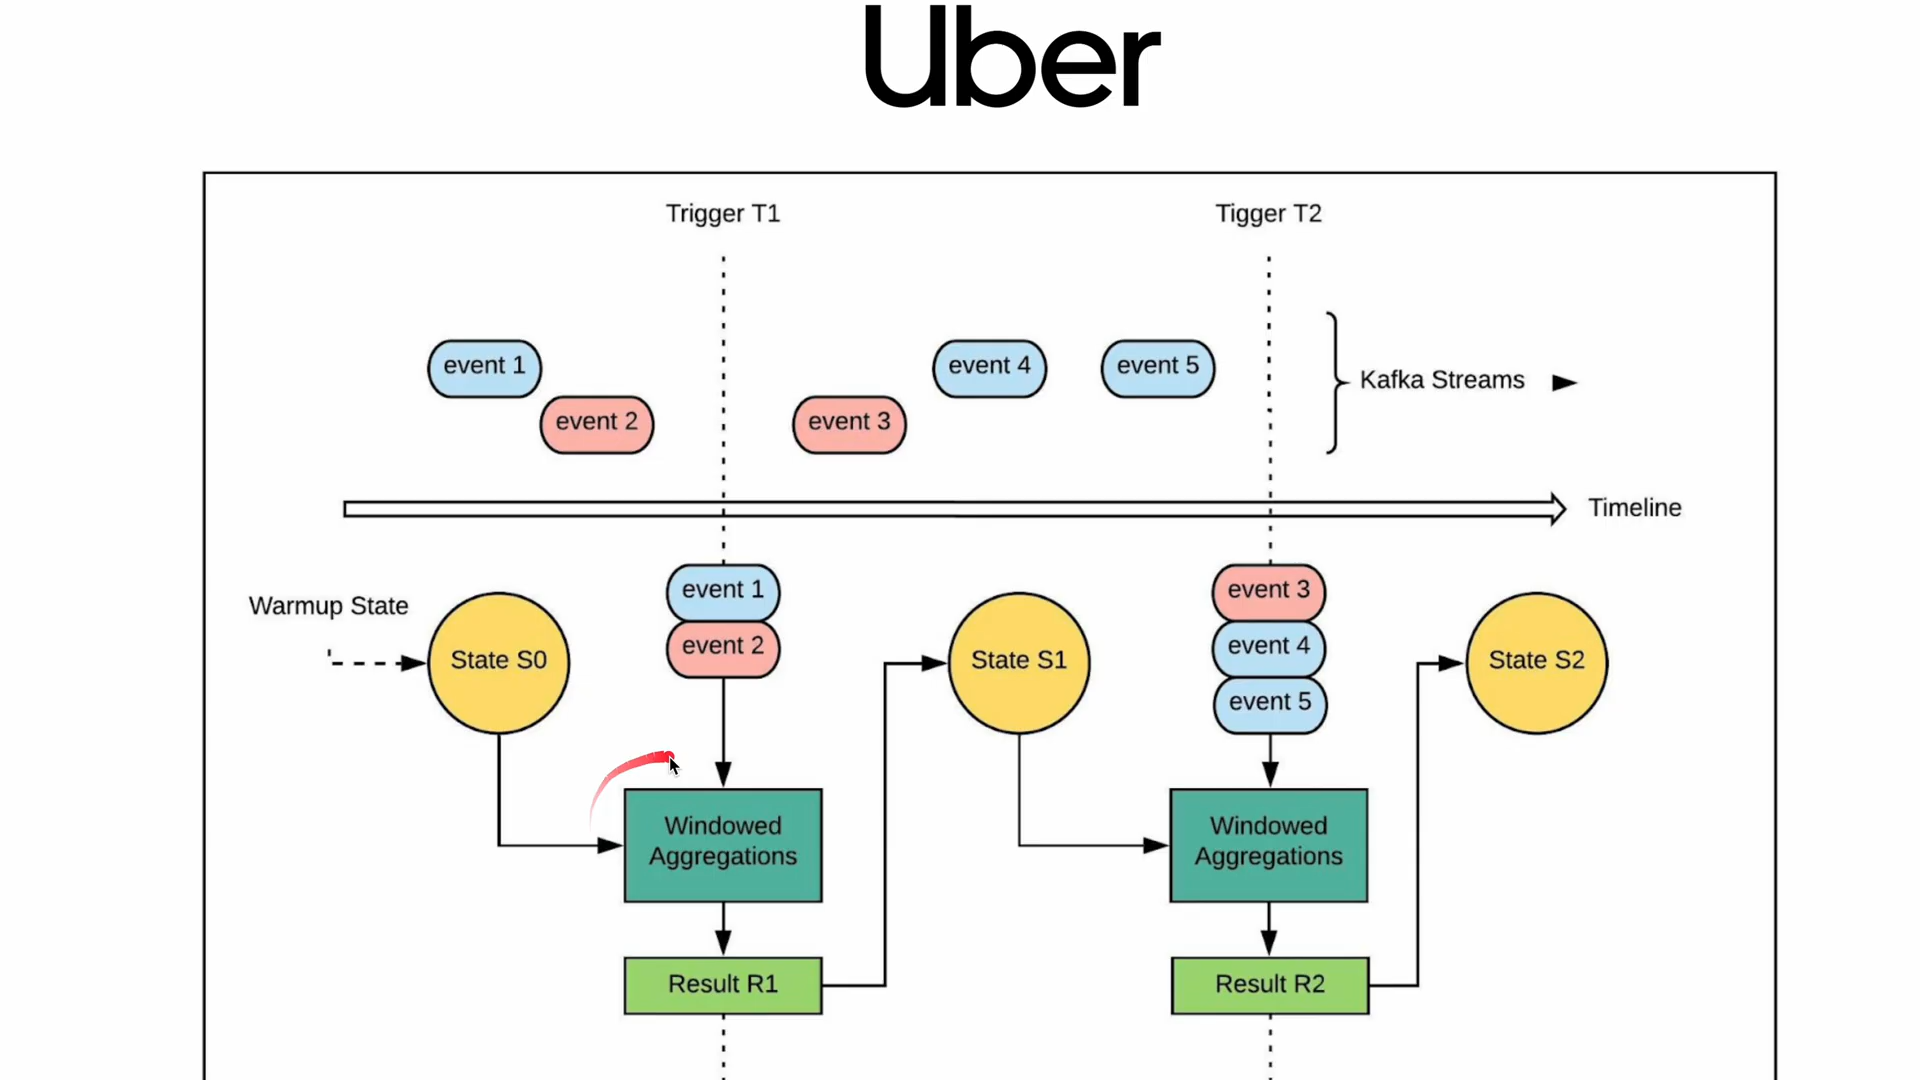 Uber
Trigger T1
Tigger T2
event 1
event 4
event 5
Kafka Streams
event 2
event 3
Timeline
Warmup State
State S0
event 1
event 2
State S1
event 3
event 4
event 5
State S2
Windowed
Aggregations
Windowed
Aggregations
Result R1
Result R2